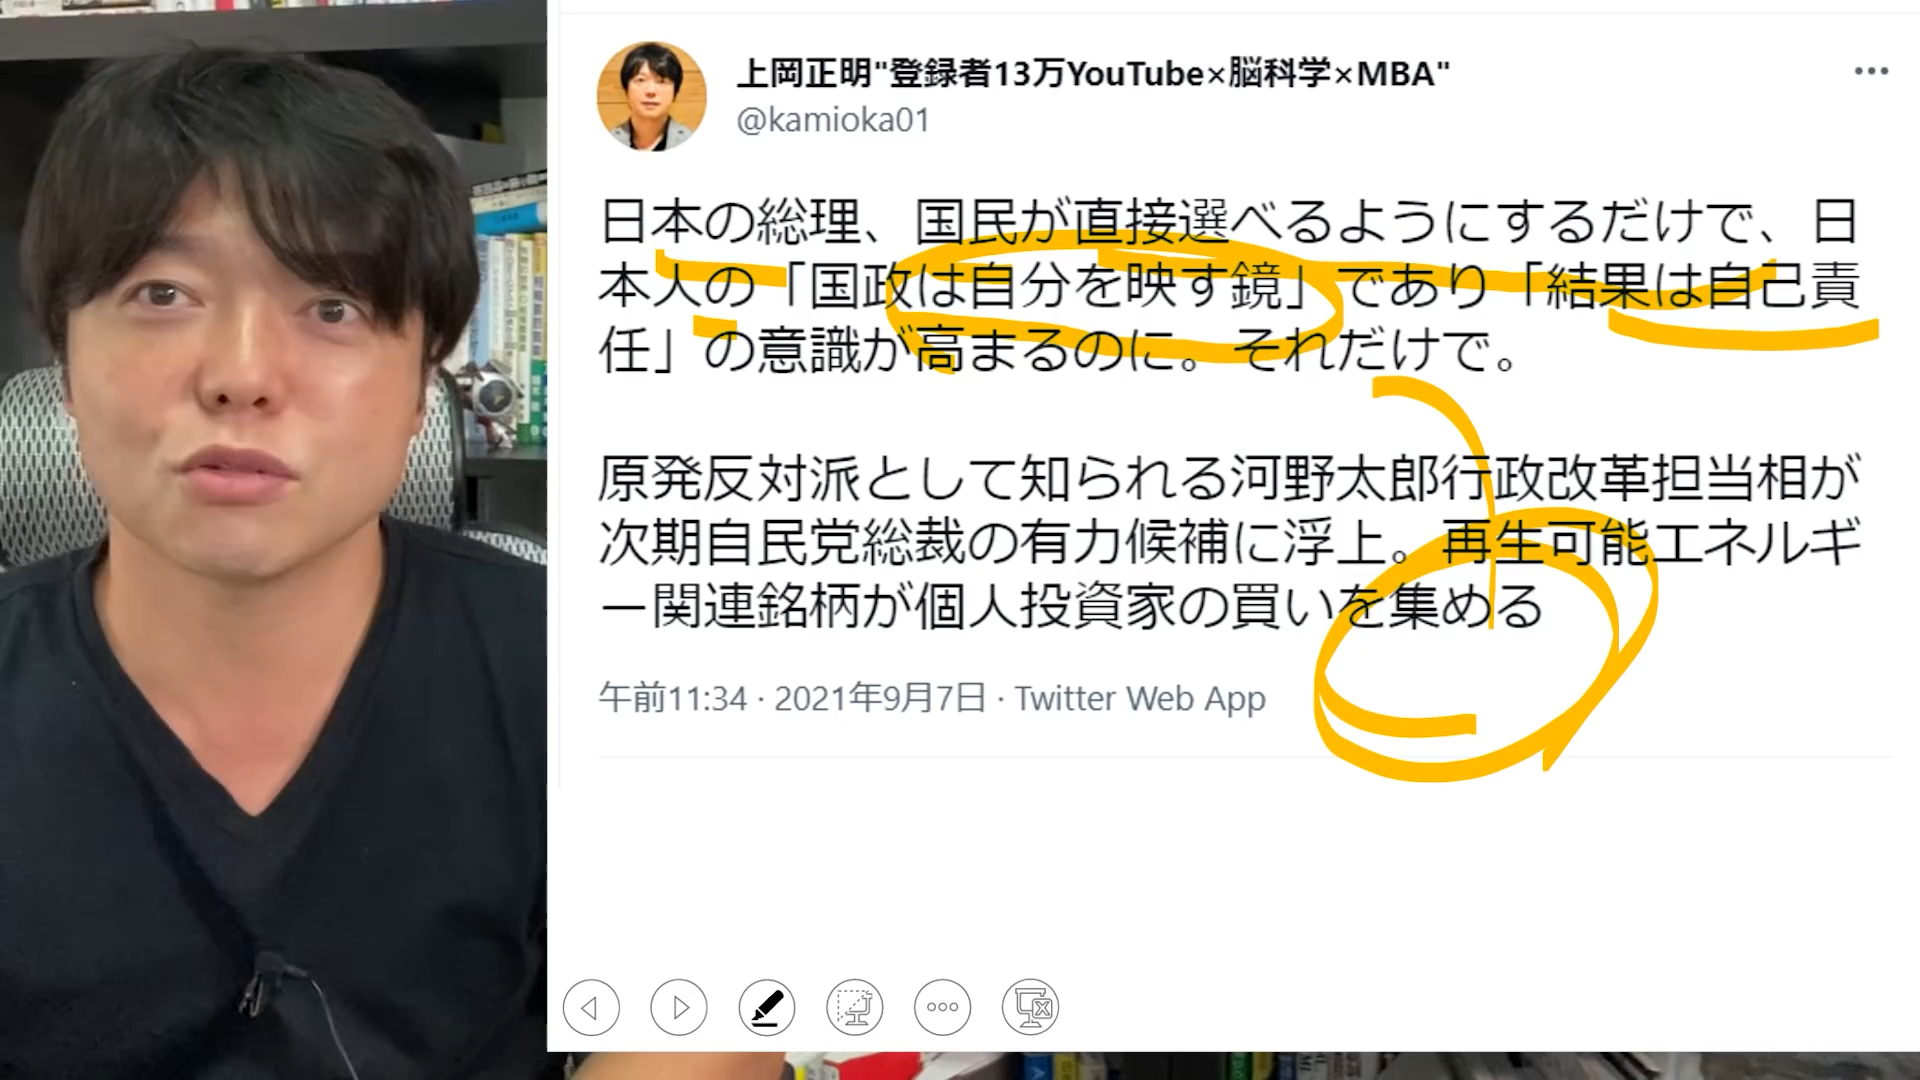 上岡正明"登録者13万YouTube×脳科学×MBA"
@kamioka01
日本の総理、国民が直接選べるようにするだけで、日
本人の「国政は自分を映す鏡」であり「結果は自己責
任」の意識が高まるのに。それだけで。
原発反対派として知られる河野太郎行政改革担当相が
次期自民党総裁の有力候補に浮上。再生可能エネルギ
ー関連銘柄が個人投資家の買いを集める
午前11:34 · 2021年9月7日 · Twitter Web App